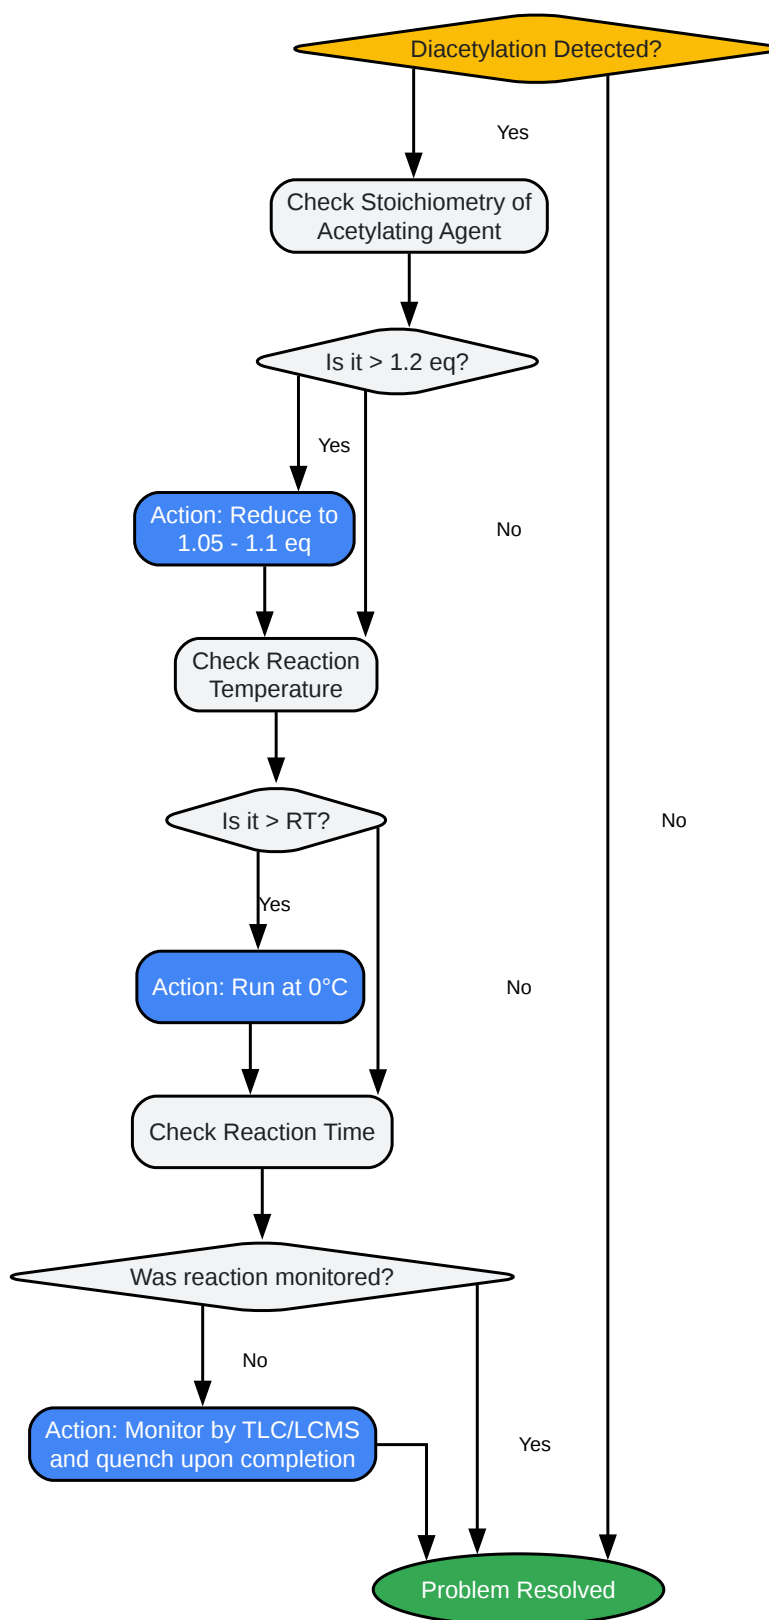 Diacetylation Detected?
Yes
Check Stoichiometry of
Acetylating Agent
Is it > 1.2 eq?
Yes
Action: Reduce to
1.05 - 1.1 eq
No
Check Reaction
Temperature
Is it > RT?
No
Yes
Action: Run at 0°C
No
Check Reaction Time
Was reaction monitored?
No
Action: Monitor by TLC/LCMS
and quench upon completion
Yes
Problem Resolved